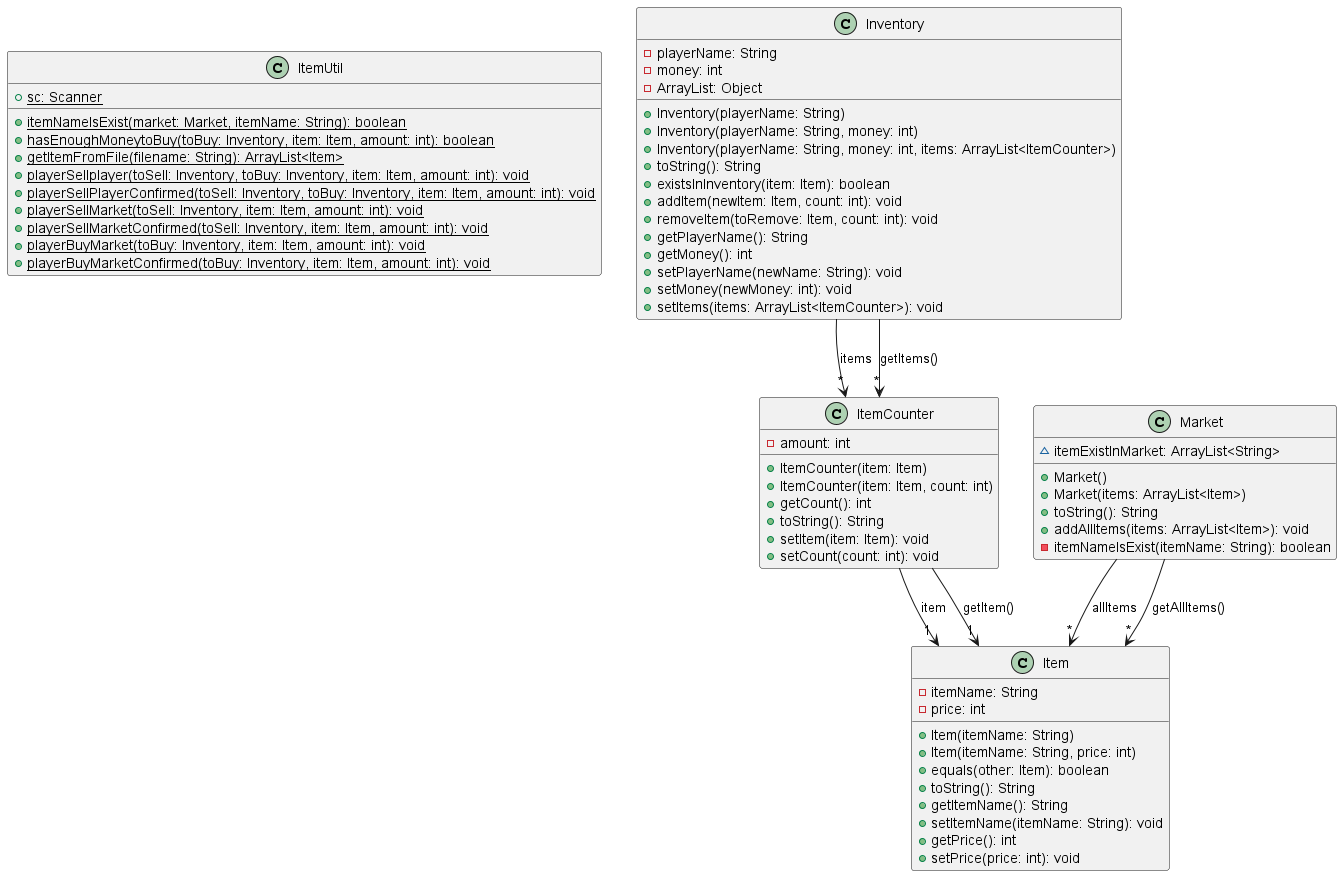 C ItemUtil
sc: Scanner
itemNameIsExist(market: Market, itemName: String): boolean
hasEnoughMoneytoBuy(toBuy: Inventory, item: Item, amount: int): boolean
getItemFromFile(filename: String): ArrayList<Item>
playerSellplayer(toSell: Inventory, toBuy: Inventory, item: Item, amount: int): void
playerSellPlayerConfirmed(toSell: Inventory, toBuy: Inventory, item: Item, amount: int): void
playerSellMarket(toSell: Inventory, item: Item, amount: int): void
playerSellMarketConfirmed(toSell: Inventory, item: Item, amount: int): void
playerBuyMarket(toBuy: Inventory, item: Item, amount: int): void
playerBuyMarketConfirmed(toBuy: Inventory, item: Item, amount: int): void
C Inventory
playerName: String
money: int
ArrayList: Object
Inventory(playerName: String)
Inventory(playerName: String, money: int)
Inventory(playerName: String, money: int, items: ArrayList<ItemCounter>)
toString(): String
existsInInventory(item: Item): boolean
addItem(newItem: Item, count: int): void
removeItem(toRemove: Item, count: int): void
getPlayerName(): String
getMoney(): int
setPlayerName(newName: String): void
setMoney(newMoney: int): void
setItems(items: ArrayList<ItemCounter>): void
items
getItems()
*
*
C ItemCounter
amount: int
ItemCounter(item: Item)
ItemCounter(item: Item, count: int)
getCount(): int
toString(): String
setItem(item: Item): void
setCount(count: int): void
C Market
itemExistInMarket: ArrayList<String>
Market()
Market(items: ArrayList<Item>)
toString(): String
addAllItems(items: ArrayList<Item>): void
itemNameIsExist(itemName: String): boolean
item
getItem()
allItems
getAllItems()
1
1
*
*
C Item
itemName: String
price: int
Item(itemName: String)
Item(itemName: String, price: int)
equals(other: Item): boolean
toString(): String
getItemName(): String
setItemName(itemName: String): void
getPrice(): int
setPrice(price: int): void